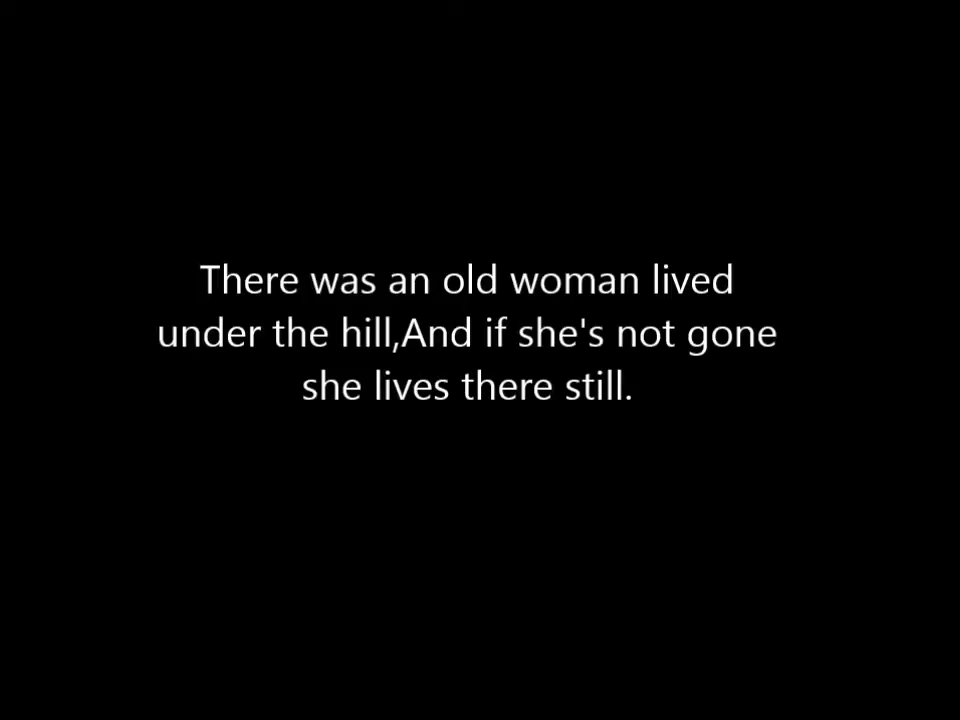 There was an old woman lived
under the hill,And if she's not gone
she lives there still.